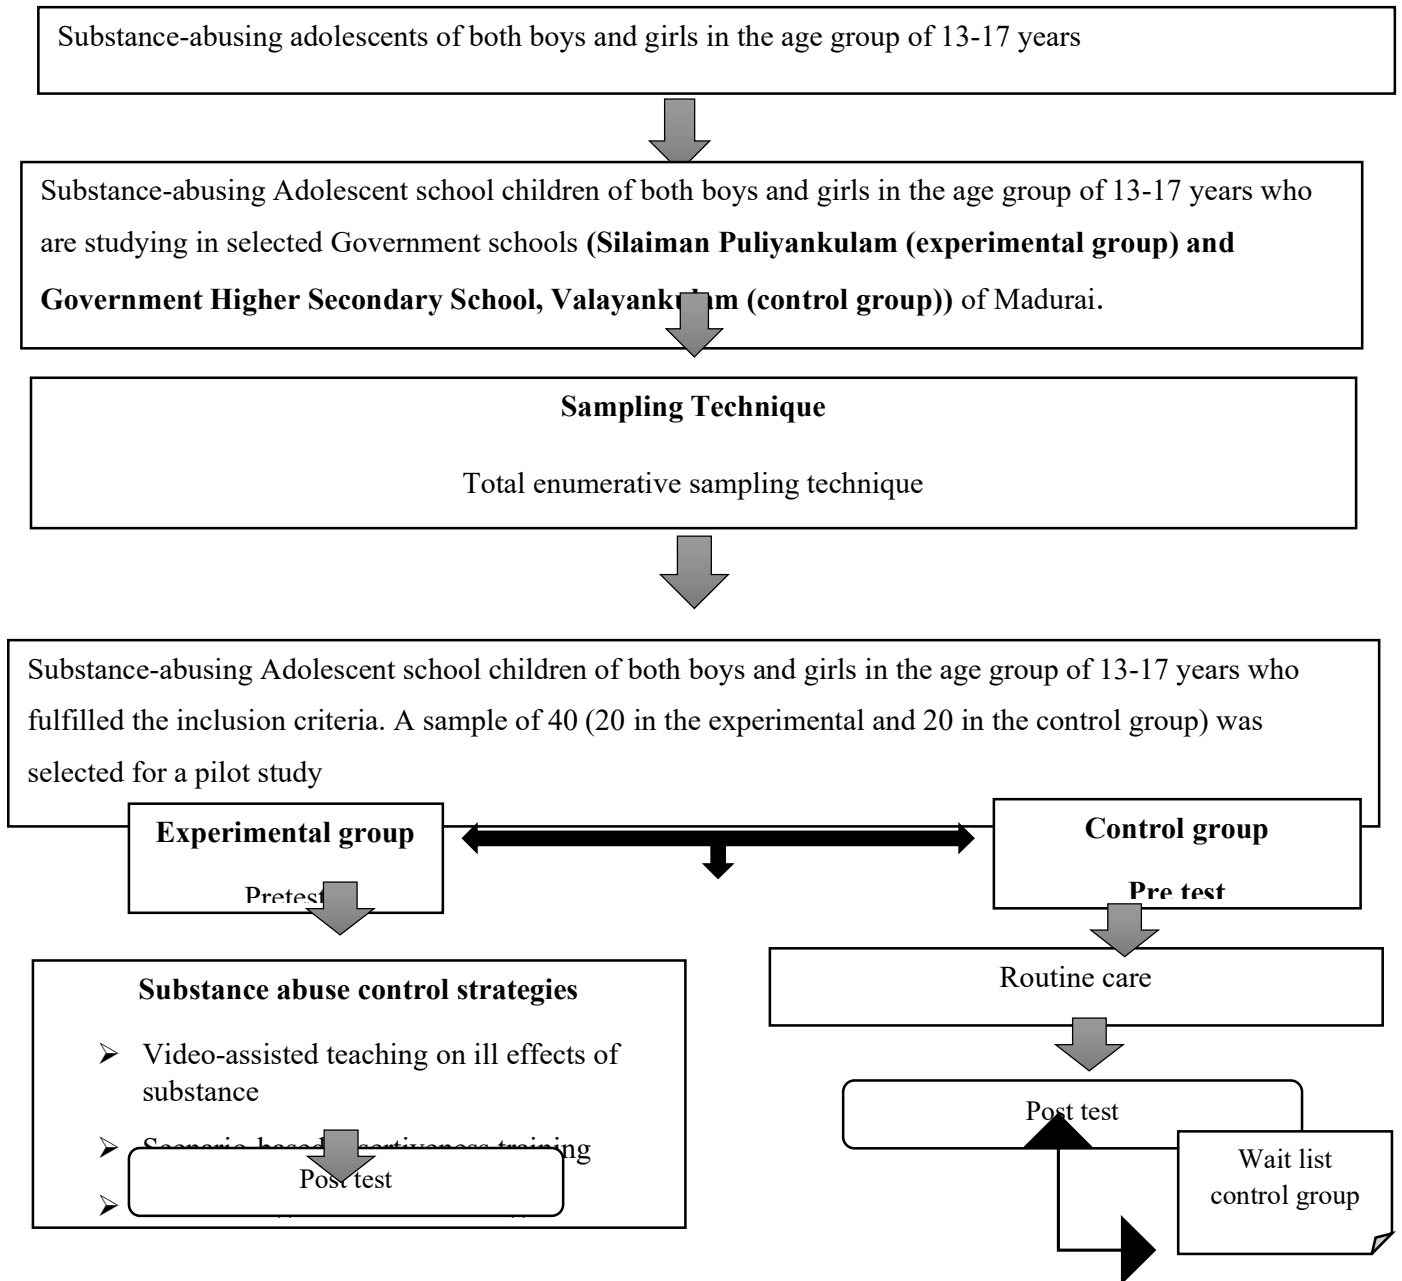 Substance-abusing adolescents of both boys and girls in the age group of 13-17 years
Substance-abusing Adolescent school children of both boys and girls in the age group of 13-17 years who
are studying in selected Government schools (Silaiman Puliyankulam (experimental group) and
Government Higher Secondary School, Valayankulam (control group)) of Madurai.
Sampling Technique
Total enumerative sampling technique
Substance-abusing Adolescent school children of both boys and girls in the age group of 13-17 years who
fulfilled the inclusion criteria. A sample of 40 (20 in the experimental and 20 in the control group) was
selected for a pilot study
Experimental group
Pretest
Control group
Pre test
Substance abuse control strategies
➢ Video-assisted teaching on ill effects of
substance
➢ Scenario-based assertiveness training
➢
Post test
Routine care
Post test
Wait list
control group